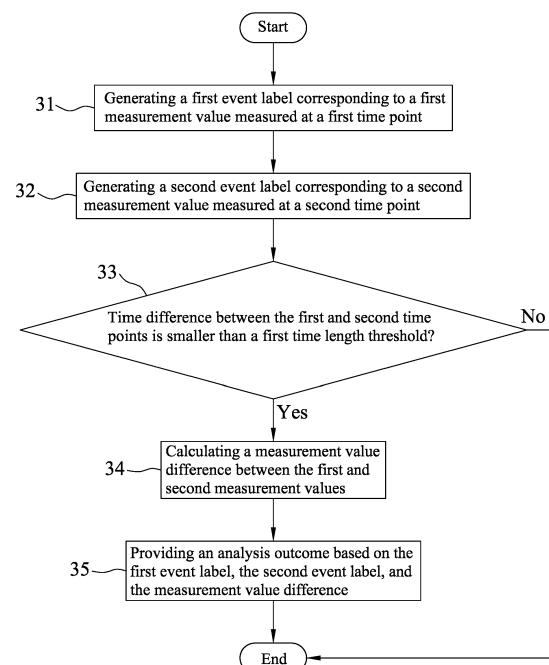 Start
31
Generating a first event label corresponding to a first
measurement value measured at a first time point
32
Generating a second event label corresponding to a second
measurement value measured at a second time point
33
Time difference between the first and second time
points is smaller than a first time length threshold?
No
Yes
34
Calculating a measurement value
difference between the first and
second measurement values
35
Providing an analysis outcome based on the
first event label, the second event label, and
the measurement value difference
End